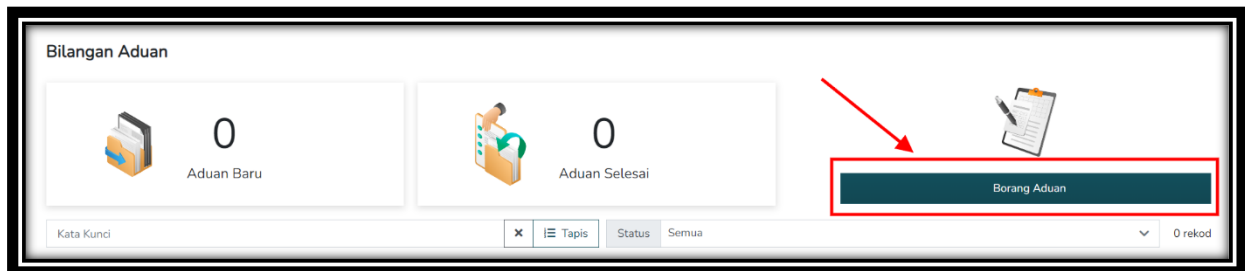 Bilangan Aduan
0
Aduan Baru
0
Aduan Selesai
Borang Aduan
Kata Kunci
Tapis
Status
Semua
0 rekod